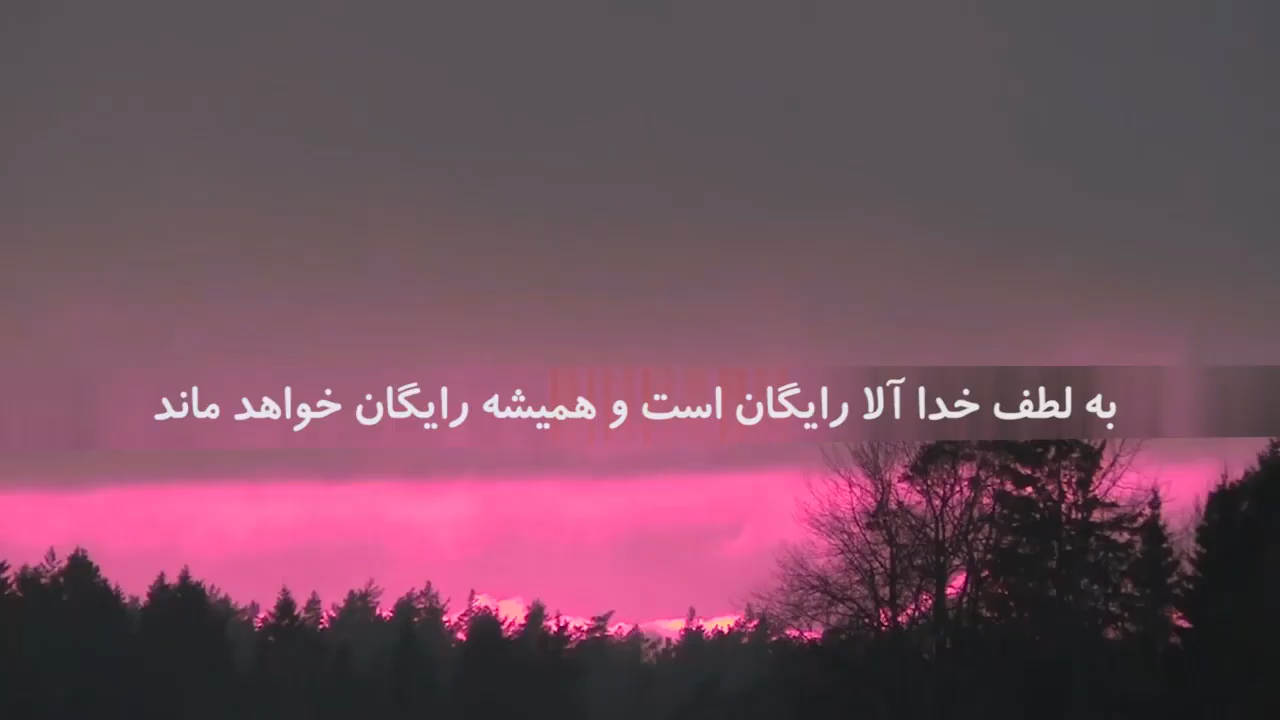 به لطف خدا آلا رایگان است و همیشه رایگان خواهد ماند